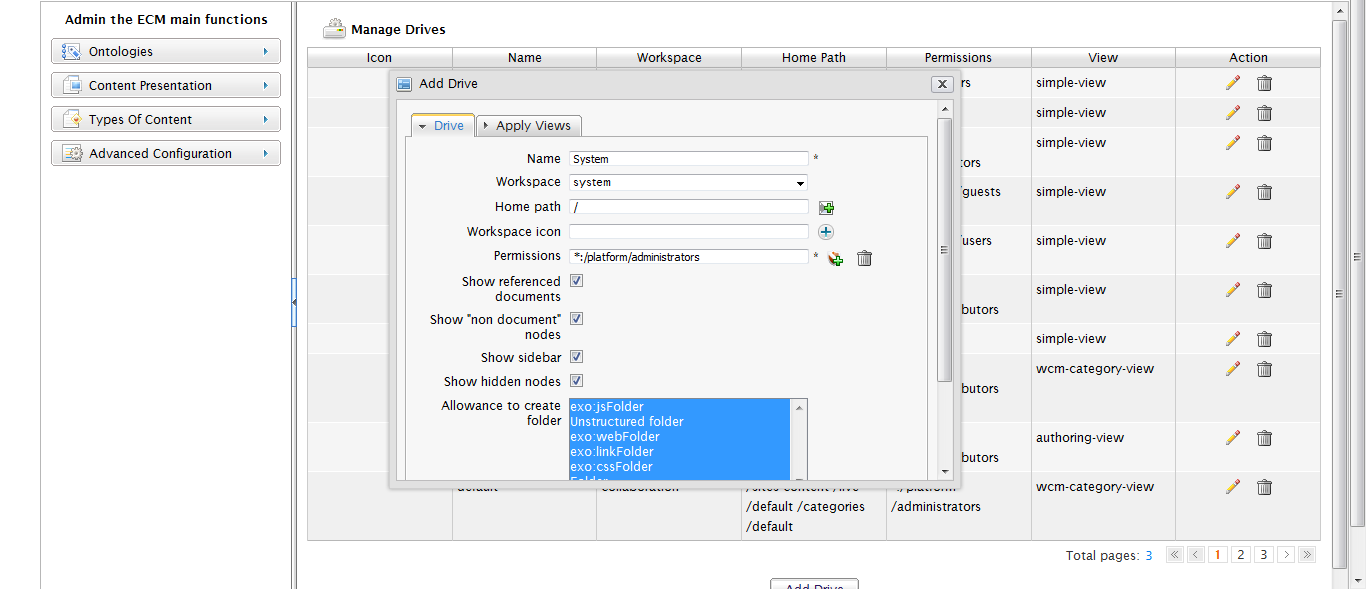 Admin the ECM main functions
Ontologies
Content Presentation
Types Of Content
Advanced Configuration
Manage Drives
Icon Name Workspace Home Path Permissions View Action
Add Drive
X
Drive Apply Views
Name System *
Workspace system
Home path /
Workspace icon
Permissions *:/platform/administrators *
Show referenced
documents
Show "non document"
nodes
Show sidebar
Show hidden nodes
Allowance to create
folder
exo:jsFolder
Unstructured folder
exo:webFolder
exo:linkFolder
exo:cssFolder
Folder
rs simple-view
simple-view
simple-view
tors
/guests simple-view
/users simple-view
simple-view
butors
simple-view
wcm-category-view
butors
authoring-view
butors
default collaboration /sites content /live *:/platform wcm-category-view
/default /categories /administrators
/default
Total pages: 3 « < 1 2 3 > »
Add Drive